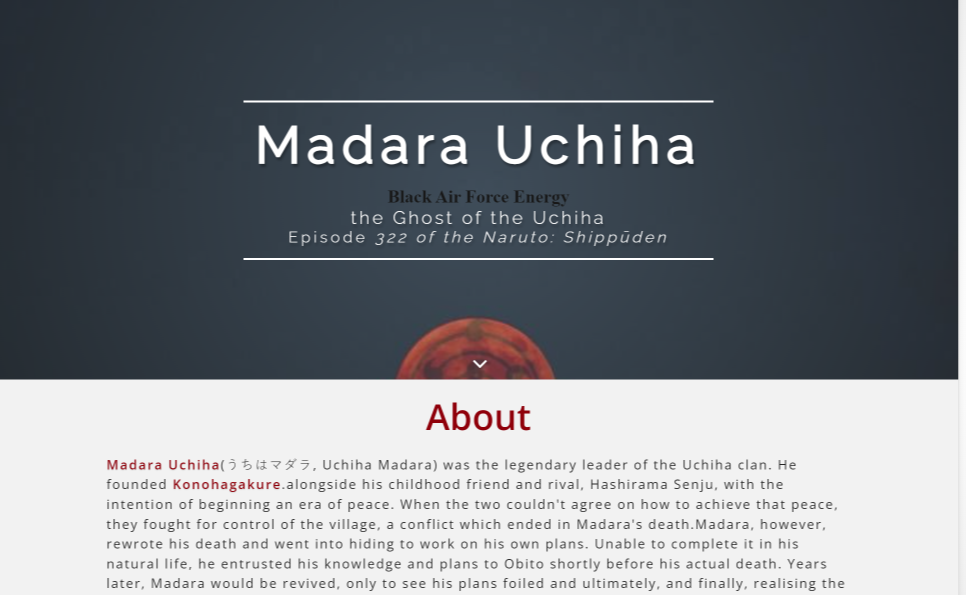 Madara Uchiha
Black Air Force Energy
the Ghost of the Uchiha
Episode 322 of the Naruto: Shippūden
About
Madara Uchiha(うちはマダラ, Uchiha Madara) was the legendary leader of the Uchiha clan. He
founded Konohagakure.alongside his childhood friend and rival, Hashirama Senju, with the
intention of beginning an era of peace. When the two couldn't agree on how to achieve that peace,
they fought for control of the village, a conflict which ended in Madara's death.Madara, however,
rewrote his death and went into hiding to work on his own plans. Unable to complete it in his
natural life, he entrusted his knowledge and plans to Obito shortly before his actual death. Years
later, Madara would be revived, only to see his plans foiled and ultimately, and finally, realising the